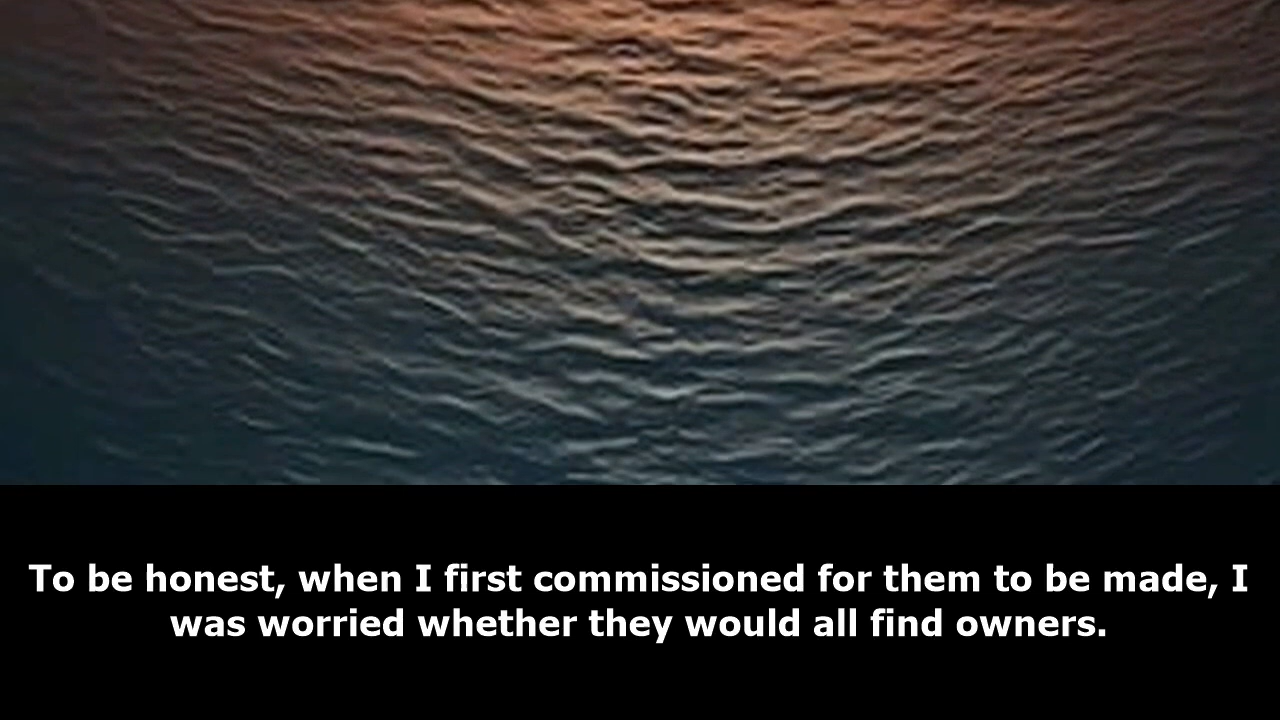 To be honest, when I first commissioned for them to be made, I
was worried whether they would all find owners.